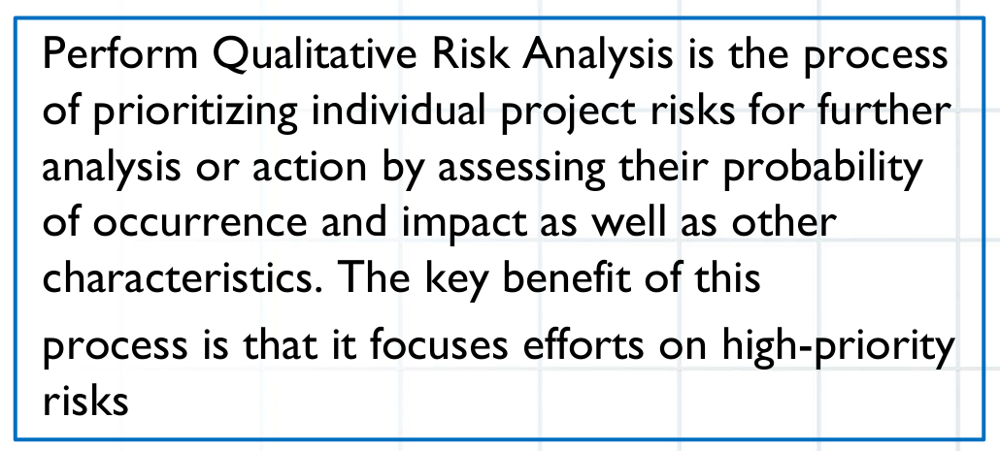 Perform Qualitative Risk Analysis is the process
of prioritizing individual project risks for further
analysis or action by assessing their probability
of occurrence and impact as well as other
characteristics. The key benefit of this
process is that it focuses efforts on high-priority
risks